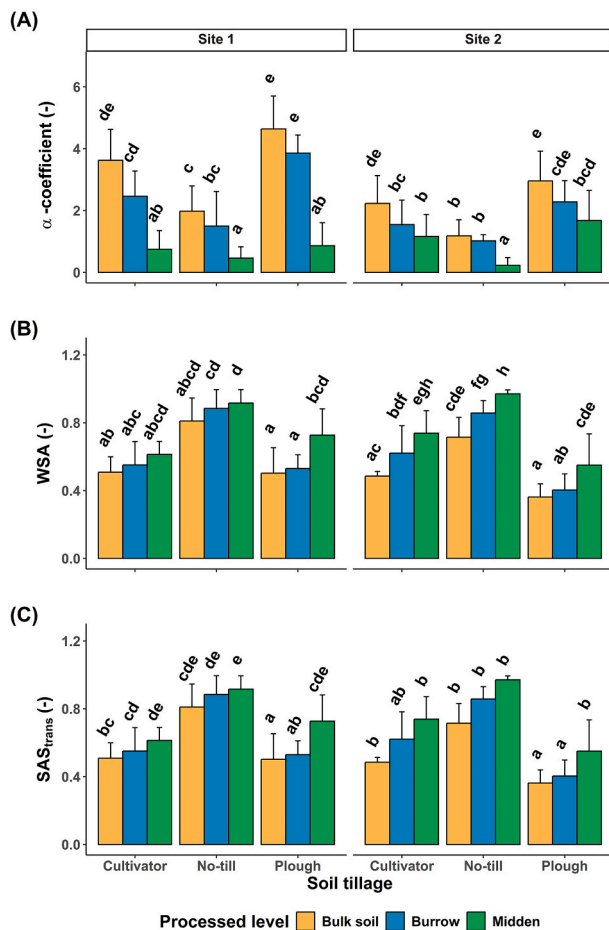 (A)
Site 1 Site 2
α -coefficient (-)
6
4
2
0
de cd ab c bc a e e ab
de bc b b b a e cde bcd
(B)
WSA (-)
1.2
0.8
0.4
0.0
ab abc abcd abcd cd d a a bcd
ac bdf egh cde fg h a ab cde
(C)
SAStrans (-)
1.2
0.8
0.4
0.0
bc cd de cde de e a ab cde
b ab b b b b a a b
Cultivator No-till Plough Cultivator No-till Plough
Soil tillage
Processed level Bulk soil Burrow Midden